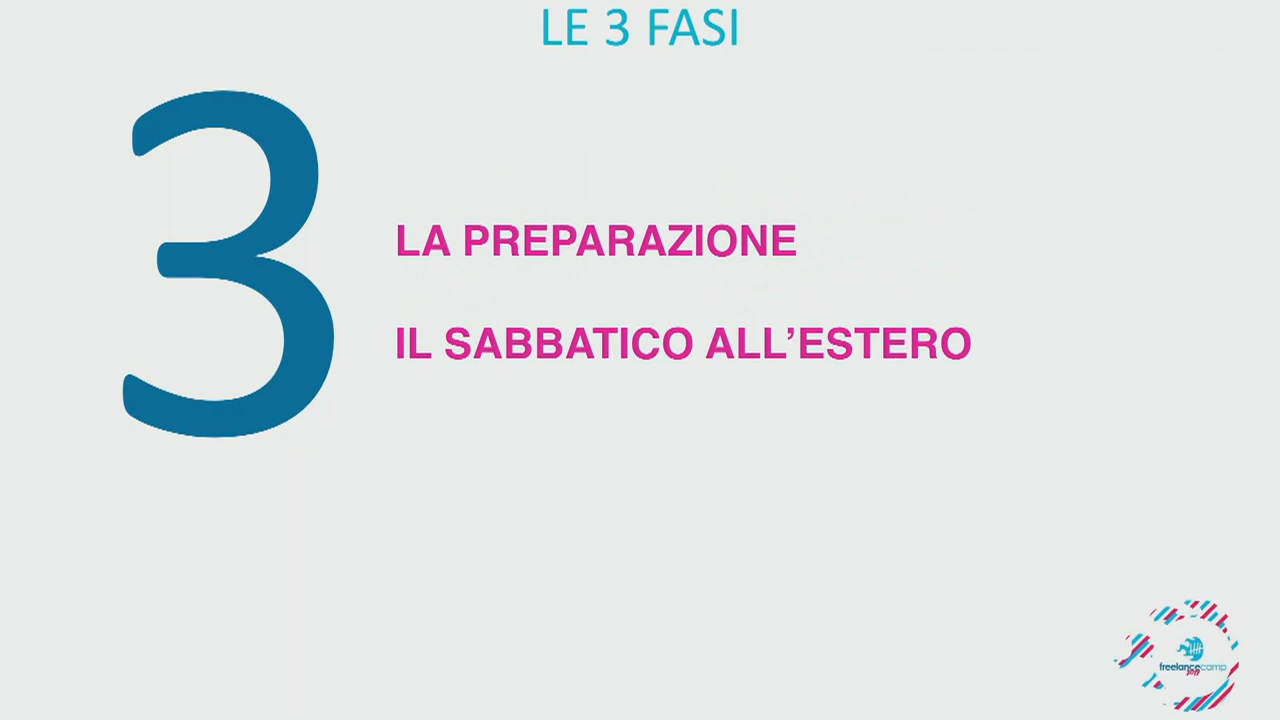 LE 3 FASI
3
LA PREPARAZIONE
IL SABBATICO ALL’ESTERO
freelancecamp